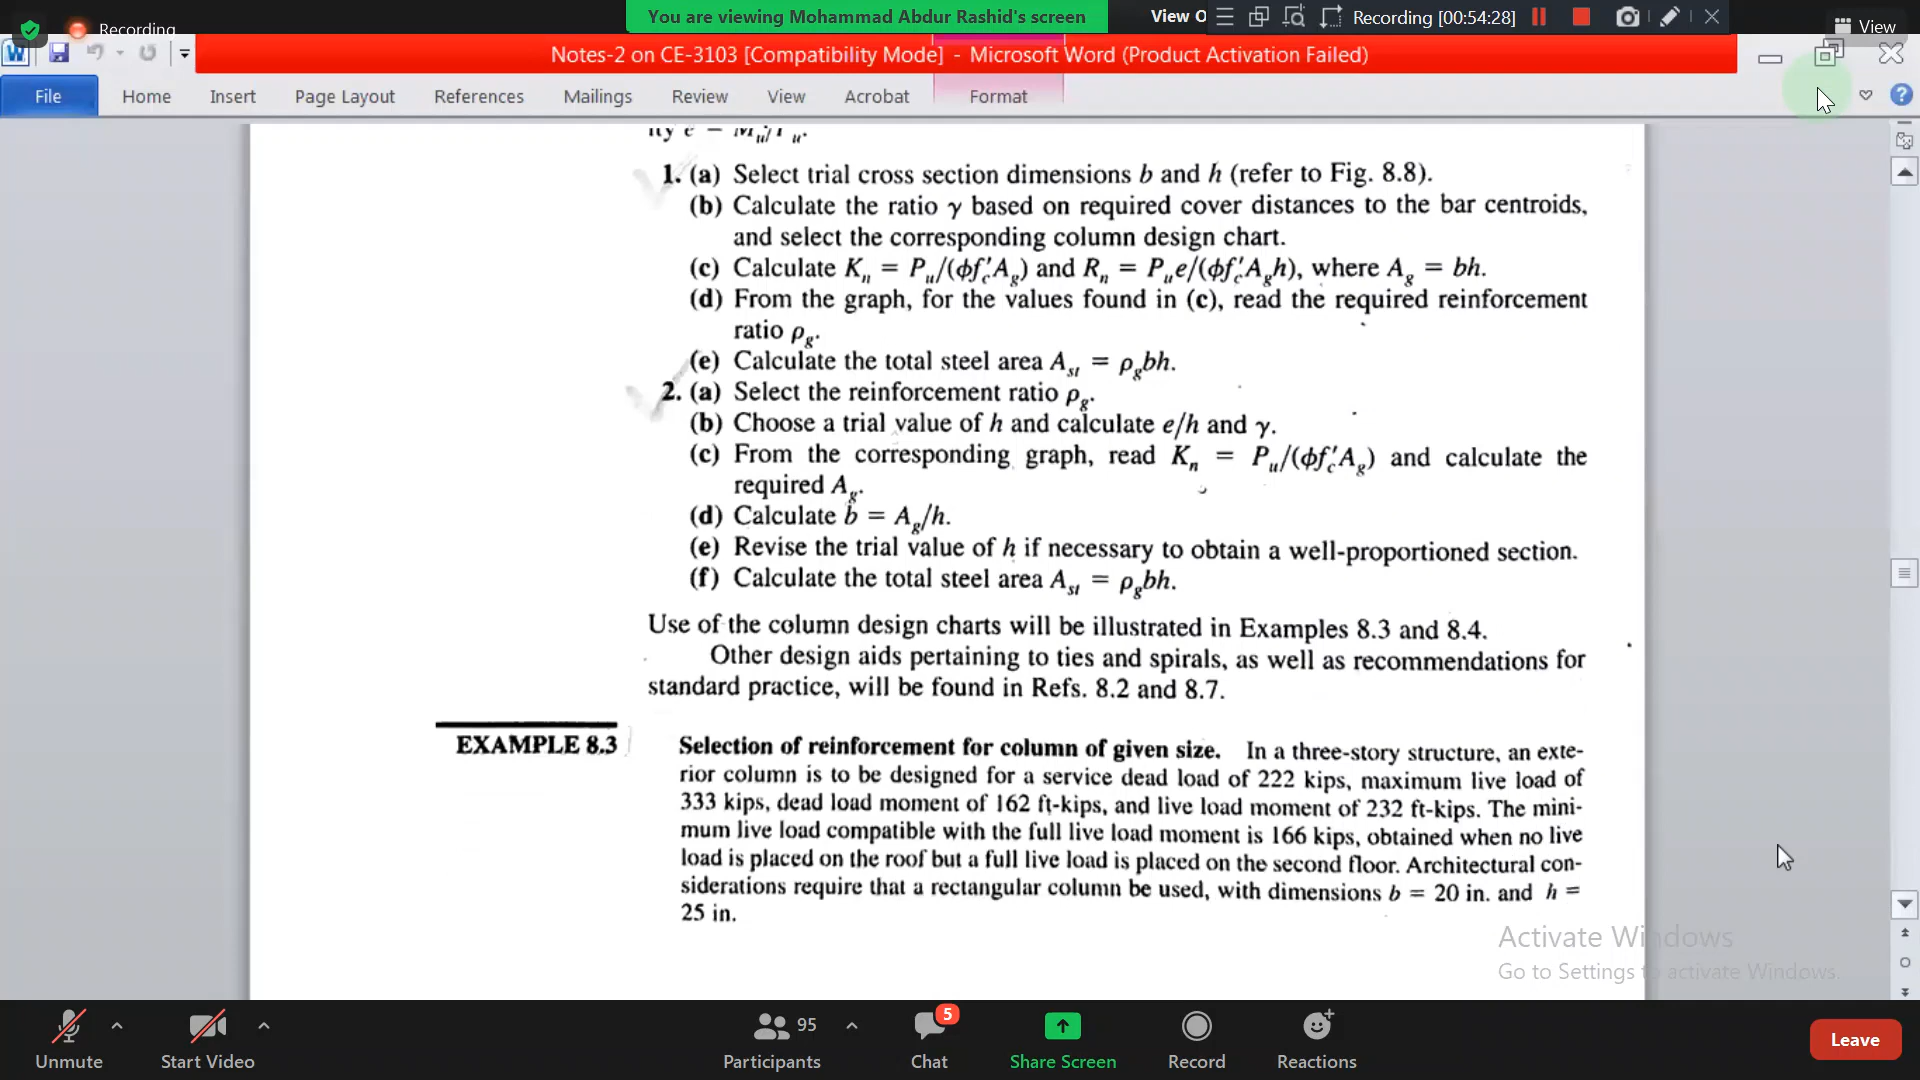 Recording
You are viewing Mohammad Abdur Rashid's screen
View O
Recording [00:54:28]
View
Notes-2 on CE-3103 [Compatibility Mode] - Microsoft Word (Product Activation Failed)
File Home Insert Page Layout References Mailings Review View Acrobat Format
1. (a) Select trial cross section dimensions b and h (refer to Fig. 8.8).
(b) Calculate the ratio γ based on required cover distances to the bar centroids,
and select the corresponding column design chart.
(c) Calculate Kn = Pu/(ϕf′cAg) and Rn = Pue/(ϕf′cAgh), where Ag = bh.
(d) From the graph, for the values found in (c), read the required reinforcement
ratio ρg.
(e) Calculate the total steel area Ast = ρgbh.
2. (a) Select the reinforcement ratio ρg.
(b) Choose a trial value of h and calculate e/h and γ.
(c) From the corresponding graph, read Kn = Pu/(ϕf′cAg) and calculate the
required Ag.
(d) Calculate b = Ag/h.
(e) Revise the trial value of h if necessary to obtain a well-proportioned section.
(f) Calculate the total steel area Ast = ρgbh.
Use of the column design charts will be illustrated in Examples 8.3 and 8.4.
Other design aids pertaining to ties and spirals, as well as recommendations for
standard practice, will be found in Refs. 8.2 and 8.7.
EXAMPLE 8.3
Selection of reinforcement for column of given size. In a three-story structure, an exte-
rior column is to be designed for a service dead load of 222 kips, maximum live load of
333 kips, dead load moment of 162 ft-kips, and live load moment of 232 ft-kips. The mini-
mum live load compatible with the full live load moment is 166 kips, obtained when no live
load is placed on the roof but a full live load is placed on the second floor. Architectural con-
siderations require that a rectangular column be used, with dimensions b = 20 in. and h =
25 in.
Activate Windows
Go to Settings to activate Windows.
Unmute
Start Video
95
Participants
5
Chat
Share Screen
Record
Reactions
Leave